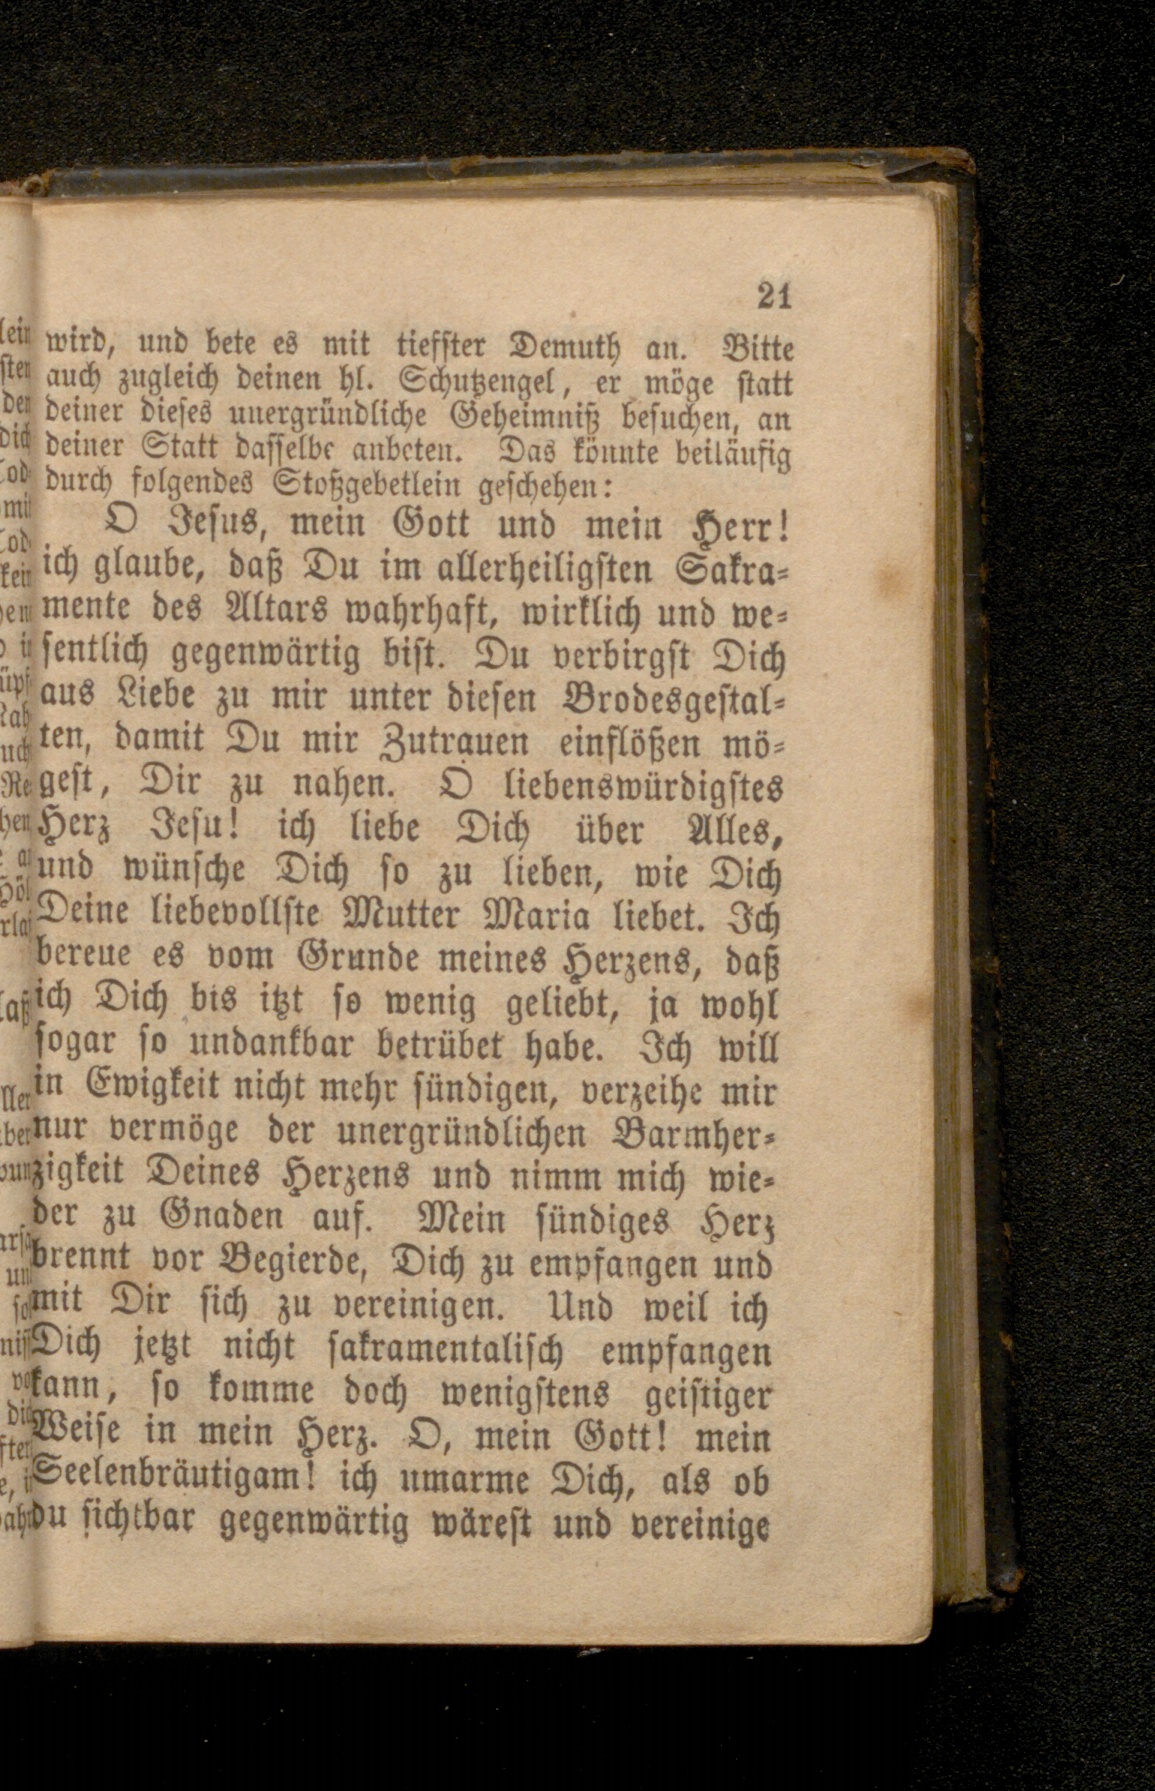 21
wird, und bete es mit tiefster Demuth an. Bitte
auch zugleich deinen hl. Schutzengel, er möge statt
deiner dieses unergründliche Geheimniß besuchen, an
deiner Statt dasselbe anbeten. Das könnte beiläufig
durch folgendes Stoßgebetlein geschehen:
O Jesus, mein Gott und mein Herr!
ich glaube, daß Du im allerheiligsten Sakra-
mente des Altars wahrhaft, wirklich und we-
sentlich gegenwärtig bist. Du verbirgst Dich
aus Liebe zu mir unter diesen Brodesgestal-
ten, damit Du mir Zutrauen einflößen mö-
gest, Dir zu nahen. O liebenswürdigstes
Herz Jesu! ich liebe Dich über Alles,
und wünsche Dich so zu lieben, wie Dich
Deine liebevollste Mutter Maria liebet. Ich
bereue es vom Grunde meines Herzens, daß
ich Dich bis itzt so wenig geliebt, ja wohl
sogar so undankbar betrübet habe. Ich will
in Ewigkeit nicht mehr sündigen, verzeihe mir
nur vermöge der unergründlichen Barmher-
zigkeit Deines Herzens und nimm mich wie-
der zu Gnaden auf. Mein sündiges Herz
brennt vor Begierde, Dich zu empfangen und
mit Dir sich zu vereinigen. Und weil ich
Dich jetzt nicht sakramentalisch empfangen
kann, so komme doch wenigstens geistiger
Weise in mein Herz. O, mein Gott! mein
Seelenbräutigam! ich umarme Dich, als ob
du sichtbar gegenwärtig wärest und vereinige